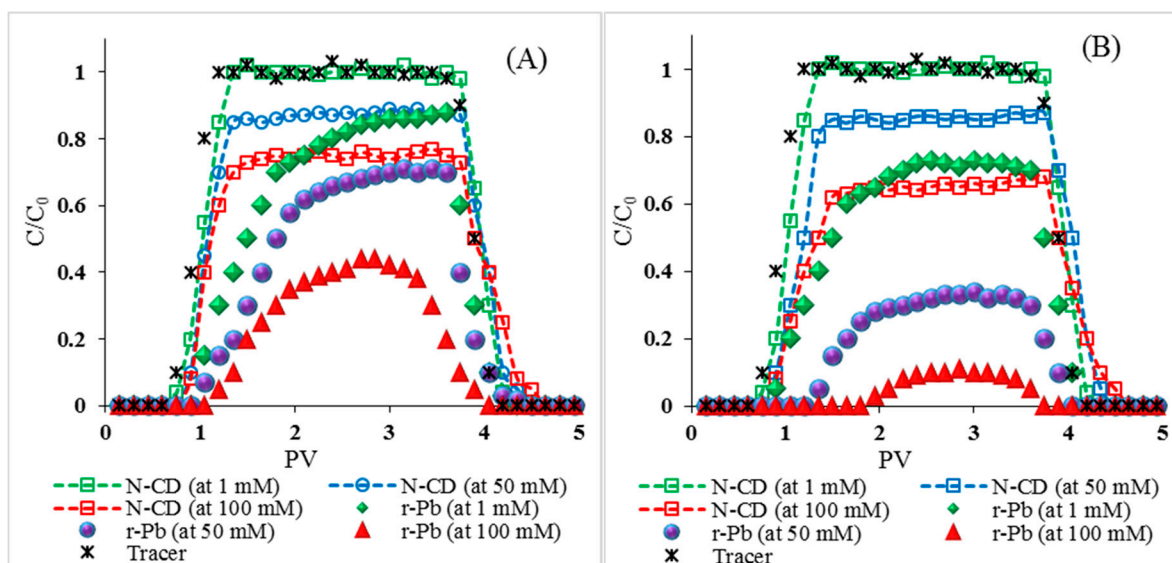 (A)
C/C0
1
0.8
0.6
0.4
0.2
0
0 1 2 3 4 5
PV
N-CD (at 1 mM) N-CD (at 50 mM)
N-CD (at 100 mM) r-Pb (at 1 mM)
r-Pb (at 50 mM) r-Pb (at 100 mM)
Tracer
(B)
C/C0
1
0.8
0.6
0.4
0.2
0
0 1 2 3 4 5
PV
N-CD (at 1 mM) N-CD (at 50 mM)
N-CD (at 100 mM) r-Pb (at 1 mM)
r-Pb (at 50 mM) r-Pb (at 100 mM)
Tracer